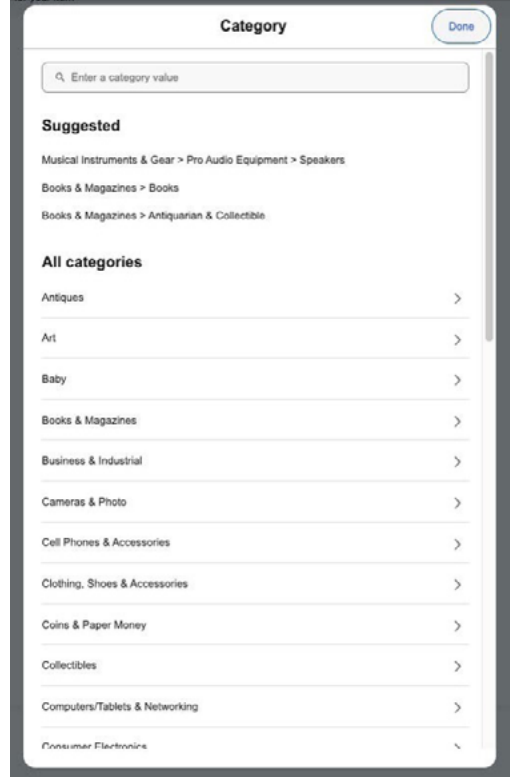 Category
Done
Enter a category value
Suggested
Musical Instruments & Gear > Pro Audio Equipment > Speakers
Books & Magazines > Books
Books & Magazines > Antiquarian & Collectible
All categories
Antiques
Art
Baby
Books & Magazines
Business & Industrial
Cameras & Photo
Cell Phones & Accessories
Clothing, Shoes & Accessories
Coins & Paper Money
Collectibles
Computers/Tablets & Networking
Consumer Electronics